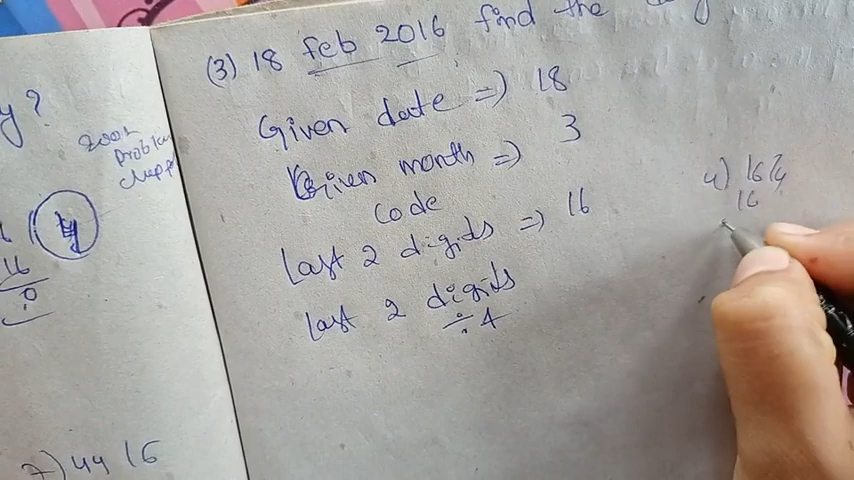 y?
problem
16
0
7) 44 16
(3) 18 feb 2016 find the
Given date => 18
Given month => 3
code
Last 2 digits => 16
last 2 digits
÷ 4
4) 16
16